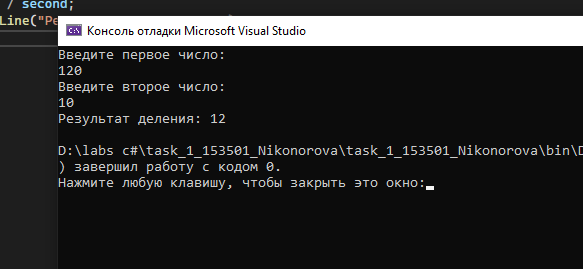 / second;
Line("Ре
Консоль отладки Microsoft Visual Studio
Введите первое число:
120
Введите второе число:
10
Результат деления: 12
D:\labs c#\task_1_153501_Nikonorova\task_1_153501_Nikonorova\bin\D
) завершил работу с кодом 0.
Нажмите любую клавишу, чтобы закрыть это окно: